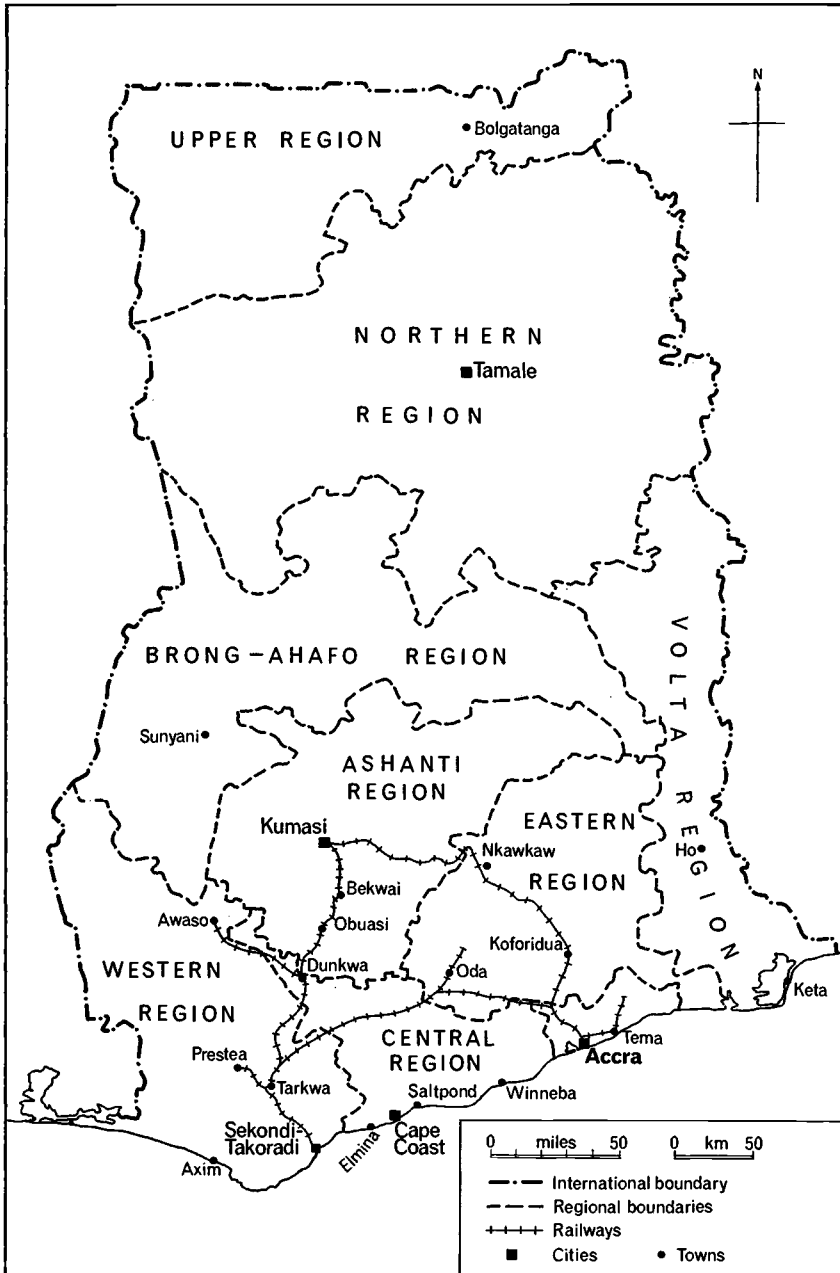 N
Bolgatanga
UPPER REGION
NORTHERN
Tamale
REGION
VOLTA REGION
BRONG-AHAFO REGION
Sunyani
ASHANTI
REGION
Kumasi
EASTERN
Nkawkaw
Ho
REGION
Bekwai
Awaso
Obuasi
Koforidua
Dunkwa
Oda
WESTERN
REGION
Keta
CENTRAL
REGION
Tema
Accra
Prestea
Tarkwa
Saltpond
Winneba
Sekondi-
Takoradi
Elmina
Cape
Coast
Axim
0 miles 50 0 km 50
International boundary
Regional boundaries
Railways
Cities Towns